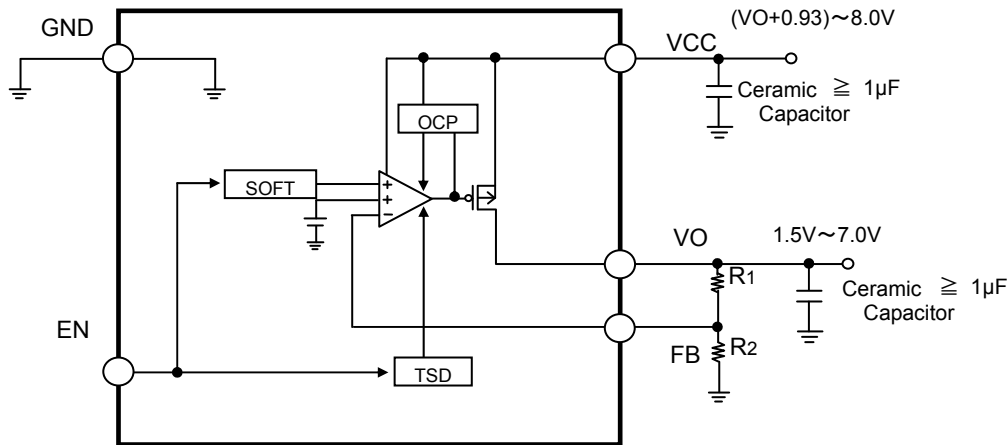 GND
VCC
(VO+0.93)～8.0V
Ceramic ≧ 1µF
Capacitor
OCP
SOFT
+
+
−
VO
1.5V～7.0V
R1
Ceramic ≧ 1µF
Capacitor
EN
FB
R2
TSD